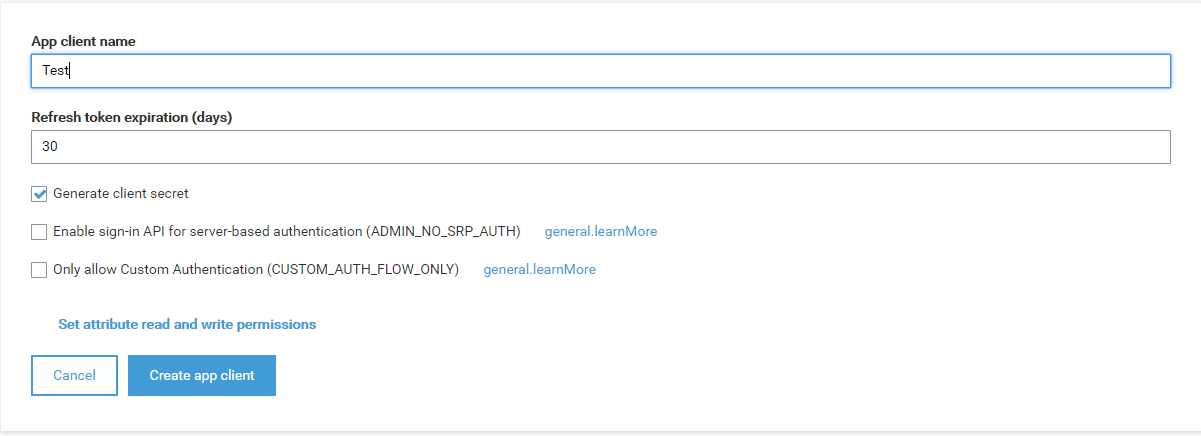 App client name
Test
Refresh token expiration (days)
30
Generate client secret
Enable sign-in API for server-based authentication (ADMIN_NO_SRP_AUTH) general.learnMore
Only allow Custom Authentication (CUSTOM_AUTH_FLOW_ONLY) general.learnMore
Set attribute read and write permissions
Cancel Create app client